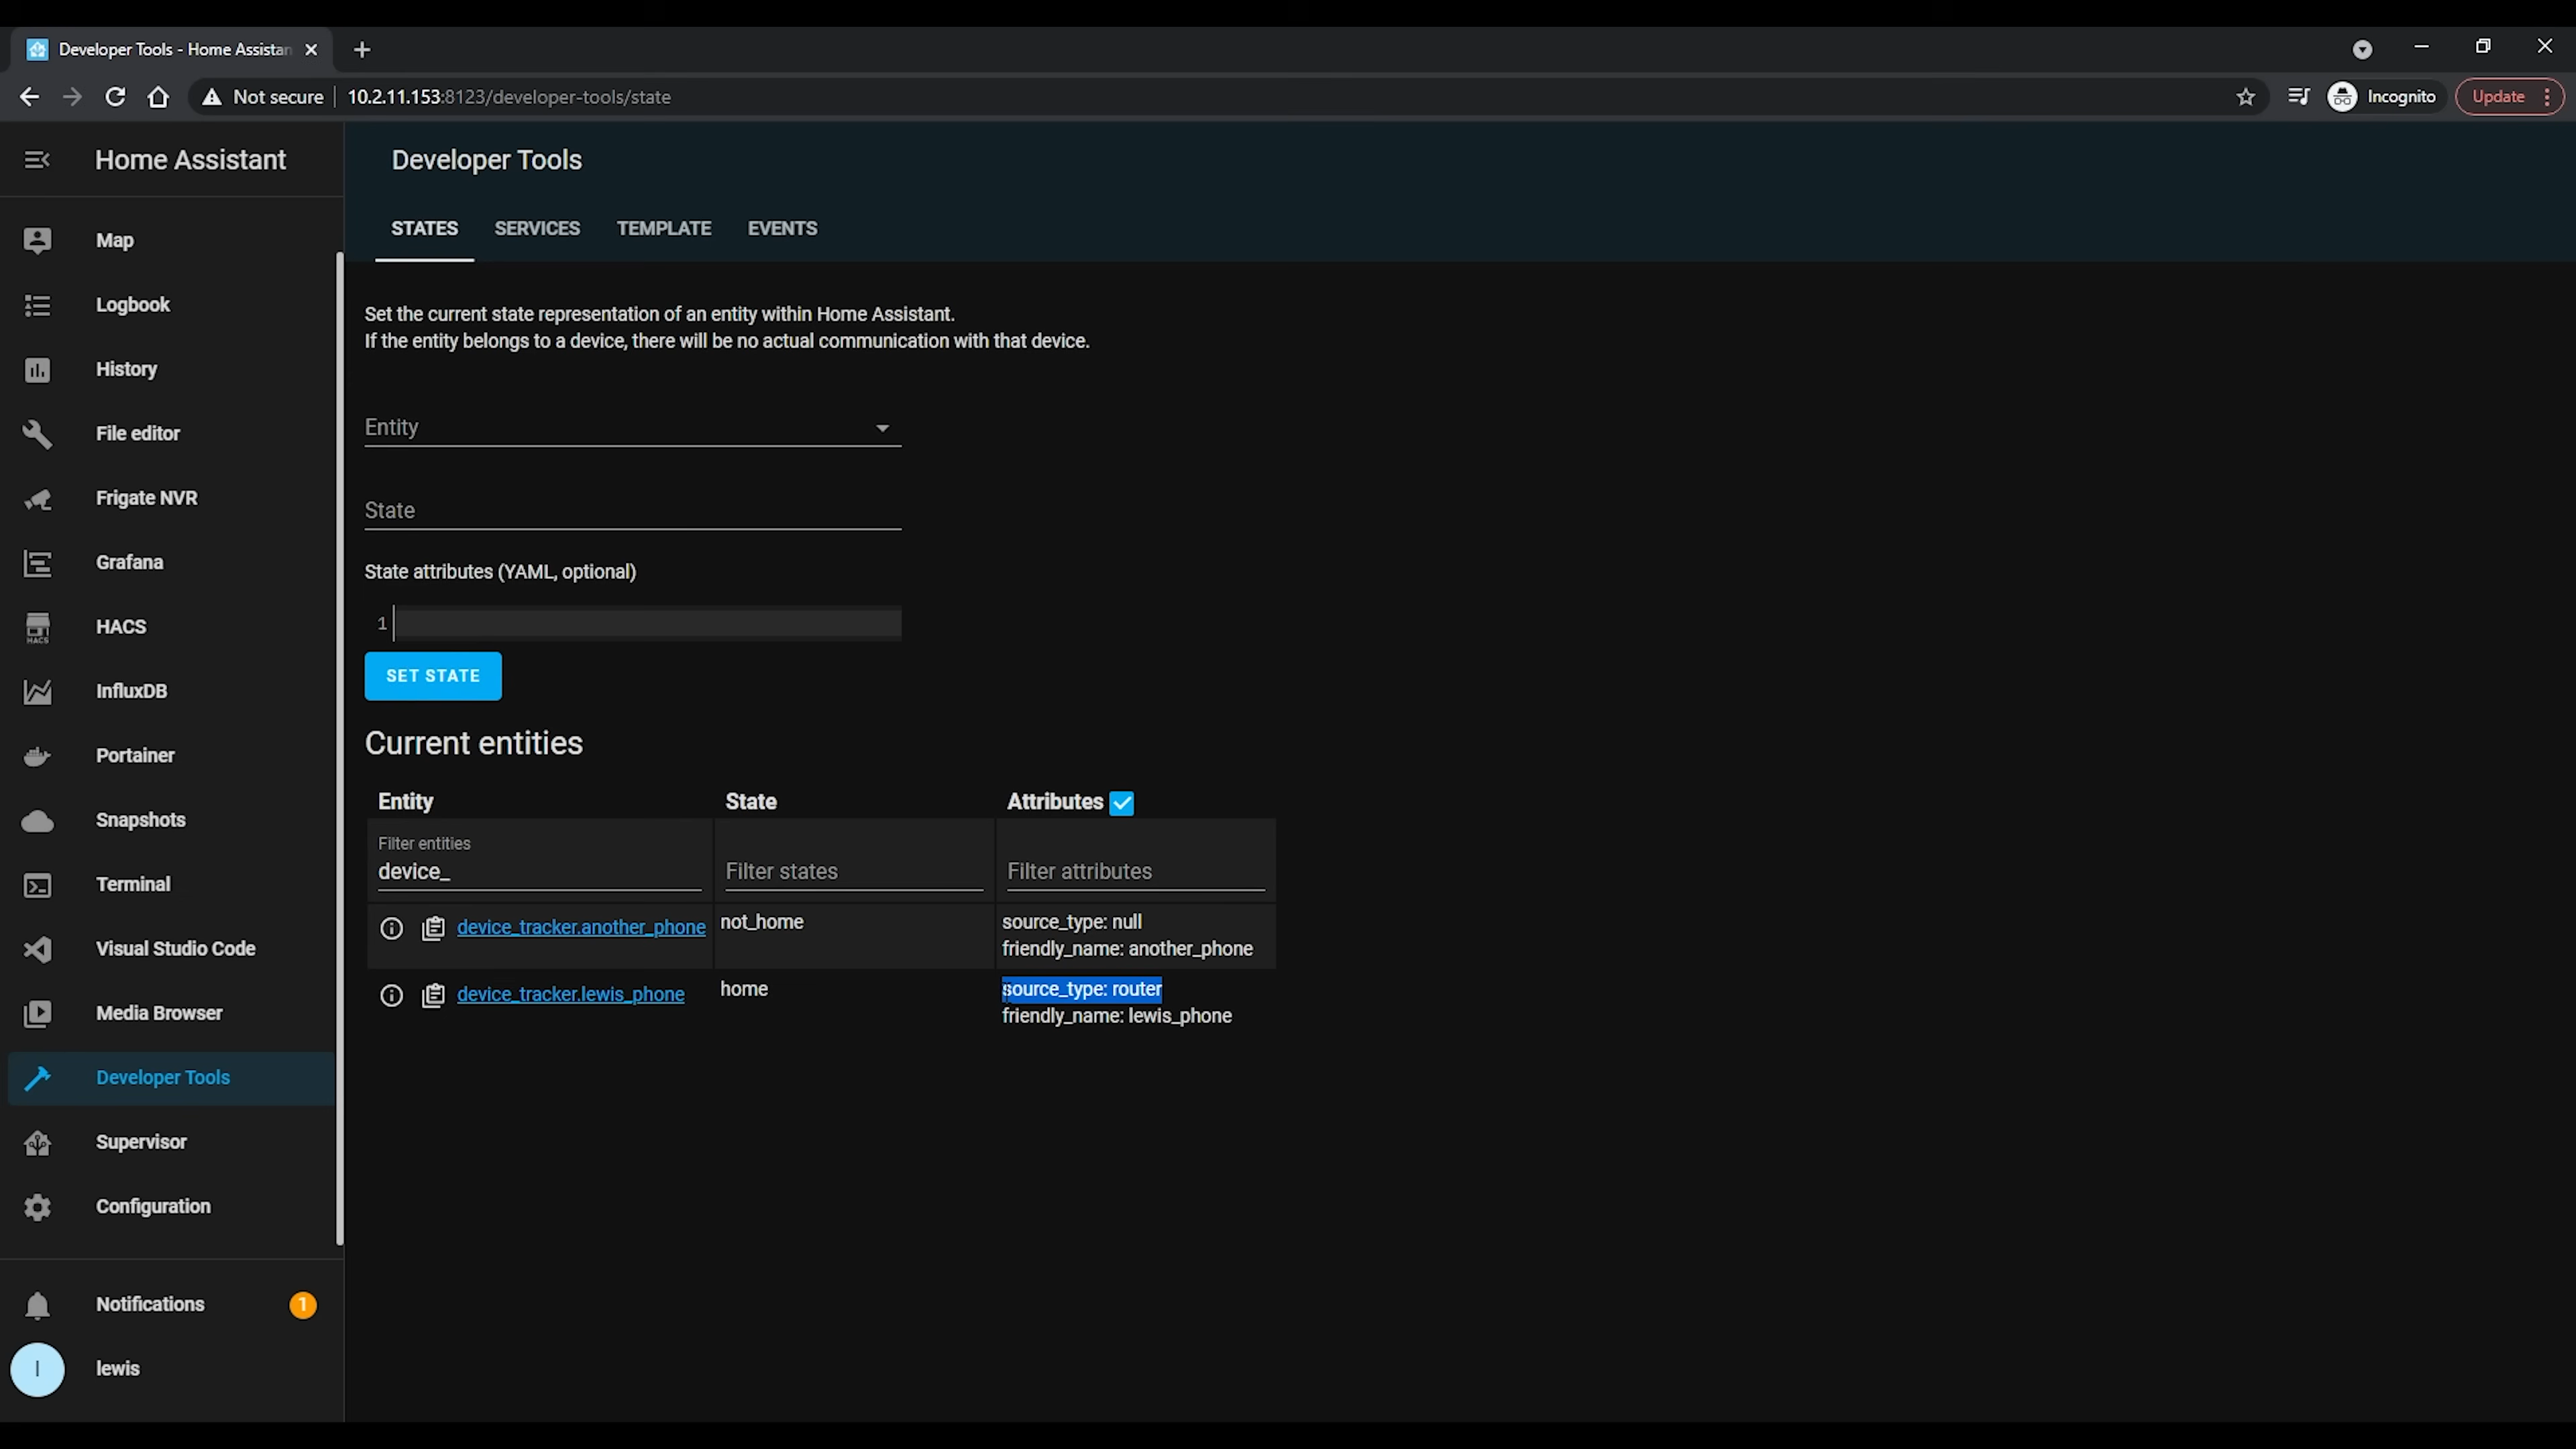 Developer Tools - Home Assistan
Not secure
10.2.11.153:8123/developer-tools/state
Incognito
Update
Home Assistant
Map
Logbook
History
File editor
Frigate NVR
Grafana
HACS
HACS
InfluxDB
Portainer
Snapshots
Terminal
Visual Studio Code
Media Browser
Developer Tools
Supervisor
Configuration
Notifications
1
l
lewis
Developer Tools
STATES SERVICES TEMPLATE EVENTS
Set the current state representation of an entity within Home Assistant.
If the entity belongs to a device, there will be no actual communication with that device.
Entity
State
State attributes (YAML, optional)
1
SET STATE
Current entities
Entity State Attributes
Filter entities
device_ Filter states Filter attributes
device_tracker.another_phone not_home source_type: null
friendly_name: another_phone
device_tracker.lewis_phone home source_type: router
friendly_name: lewis_phone